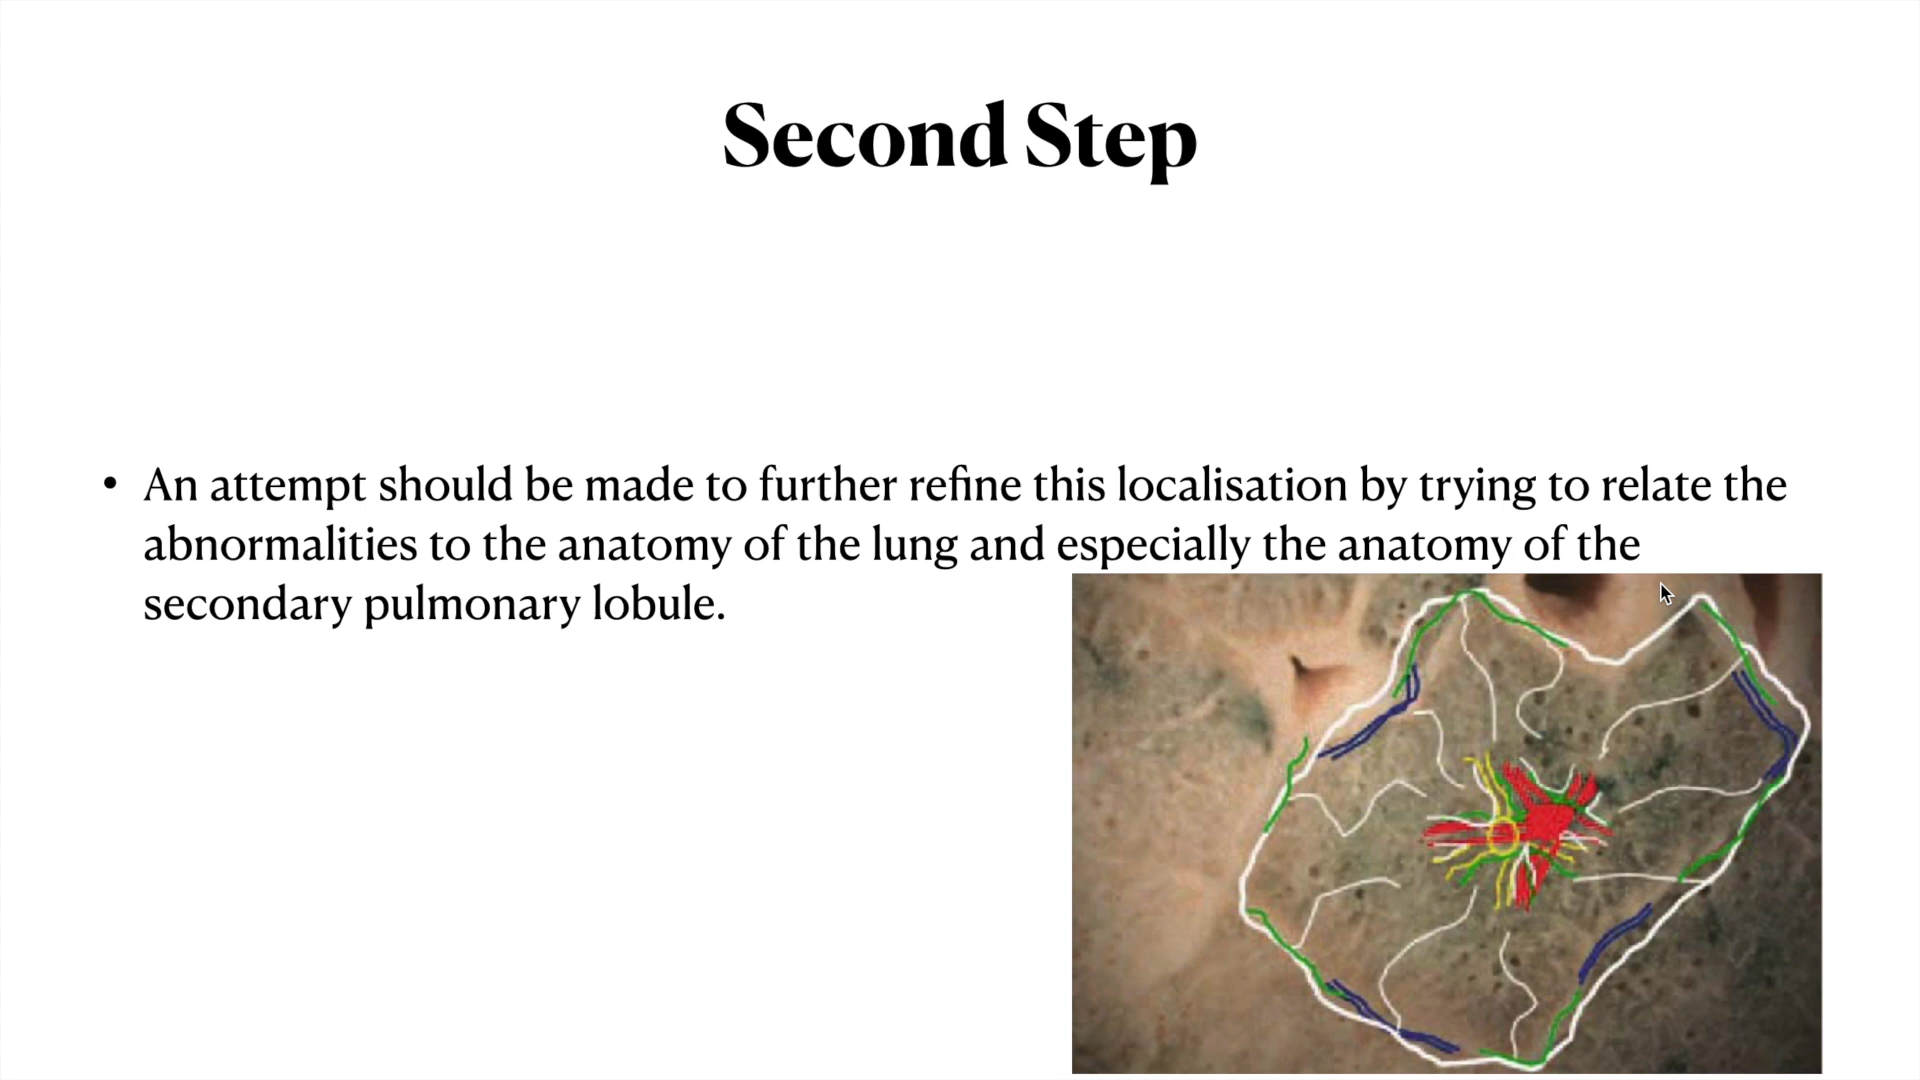 Second Step
• An attempt should be made to further refine this localisation by trying to relate the
abnormalities to the anatomy of the lung and especially the anatomy of the
secondary pulmonary lobule.